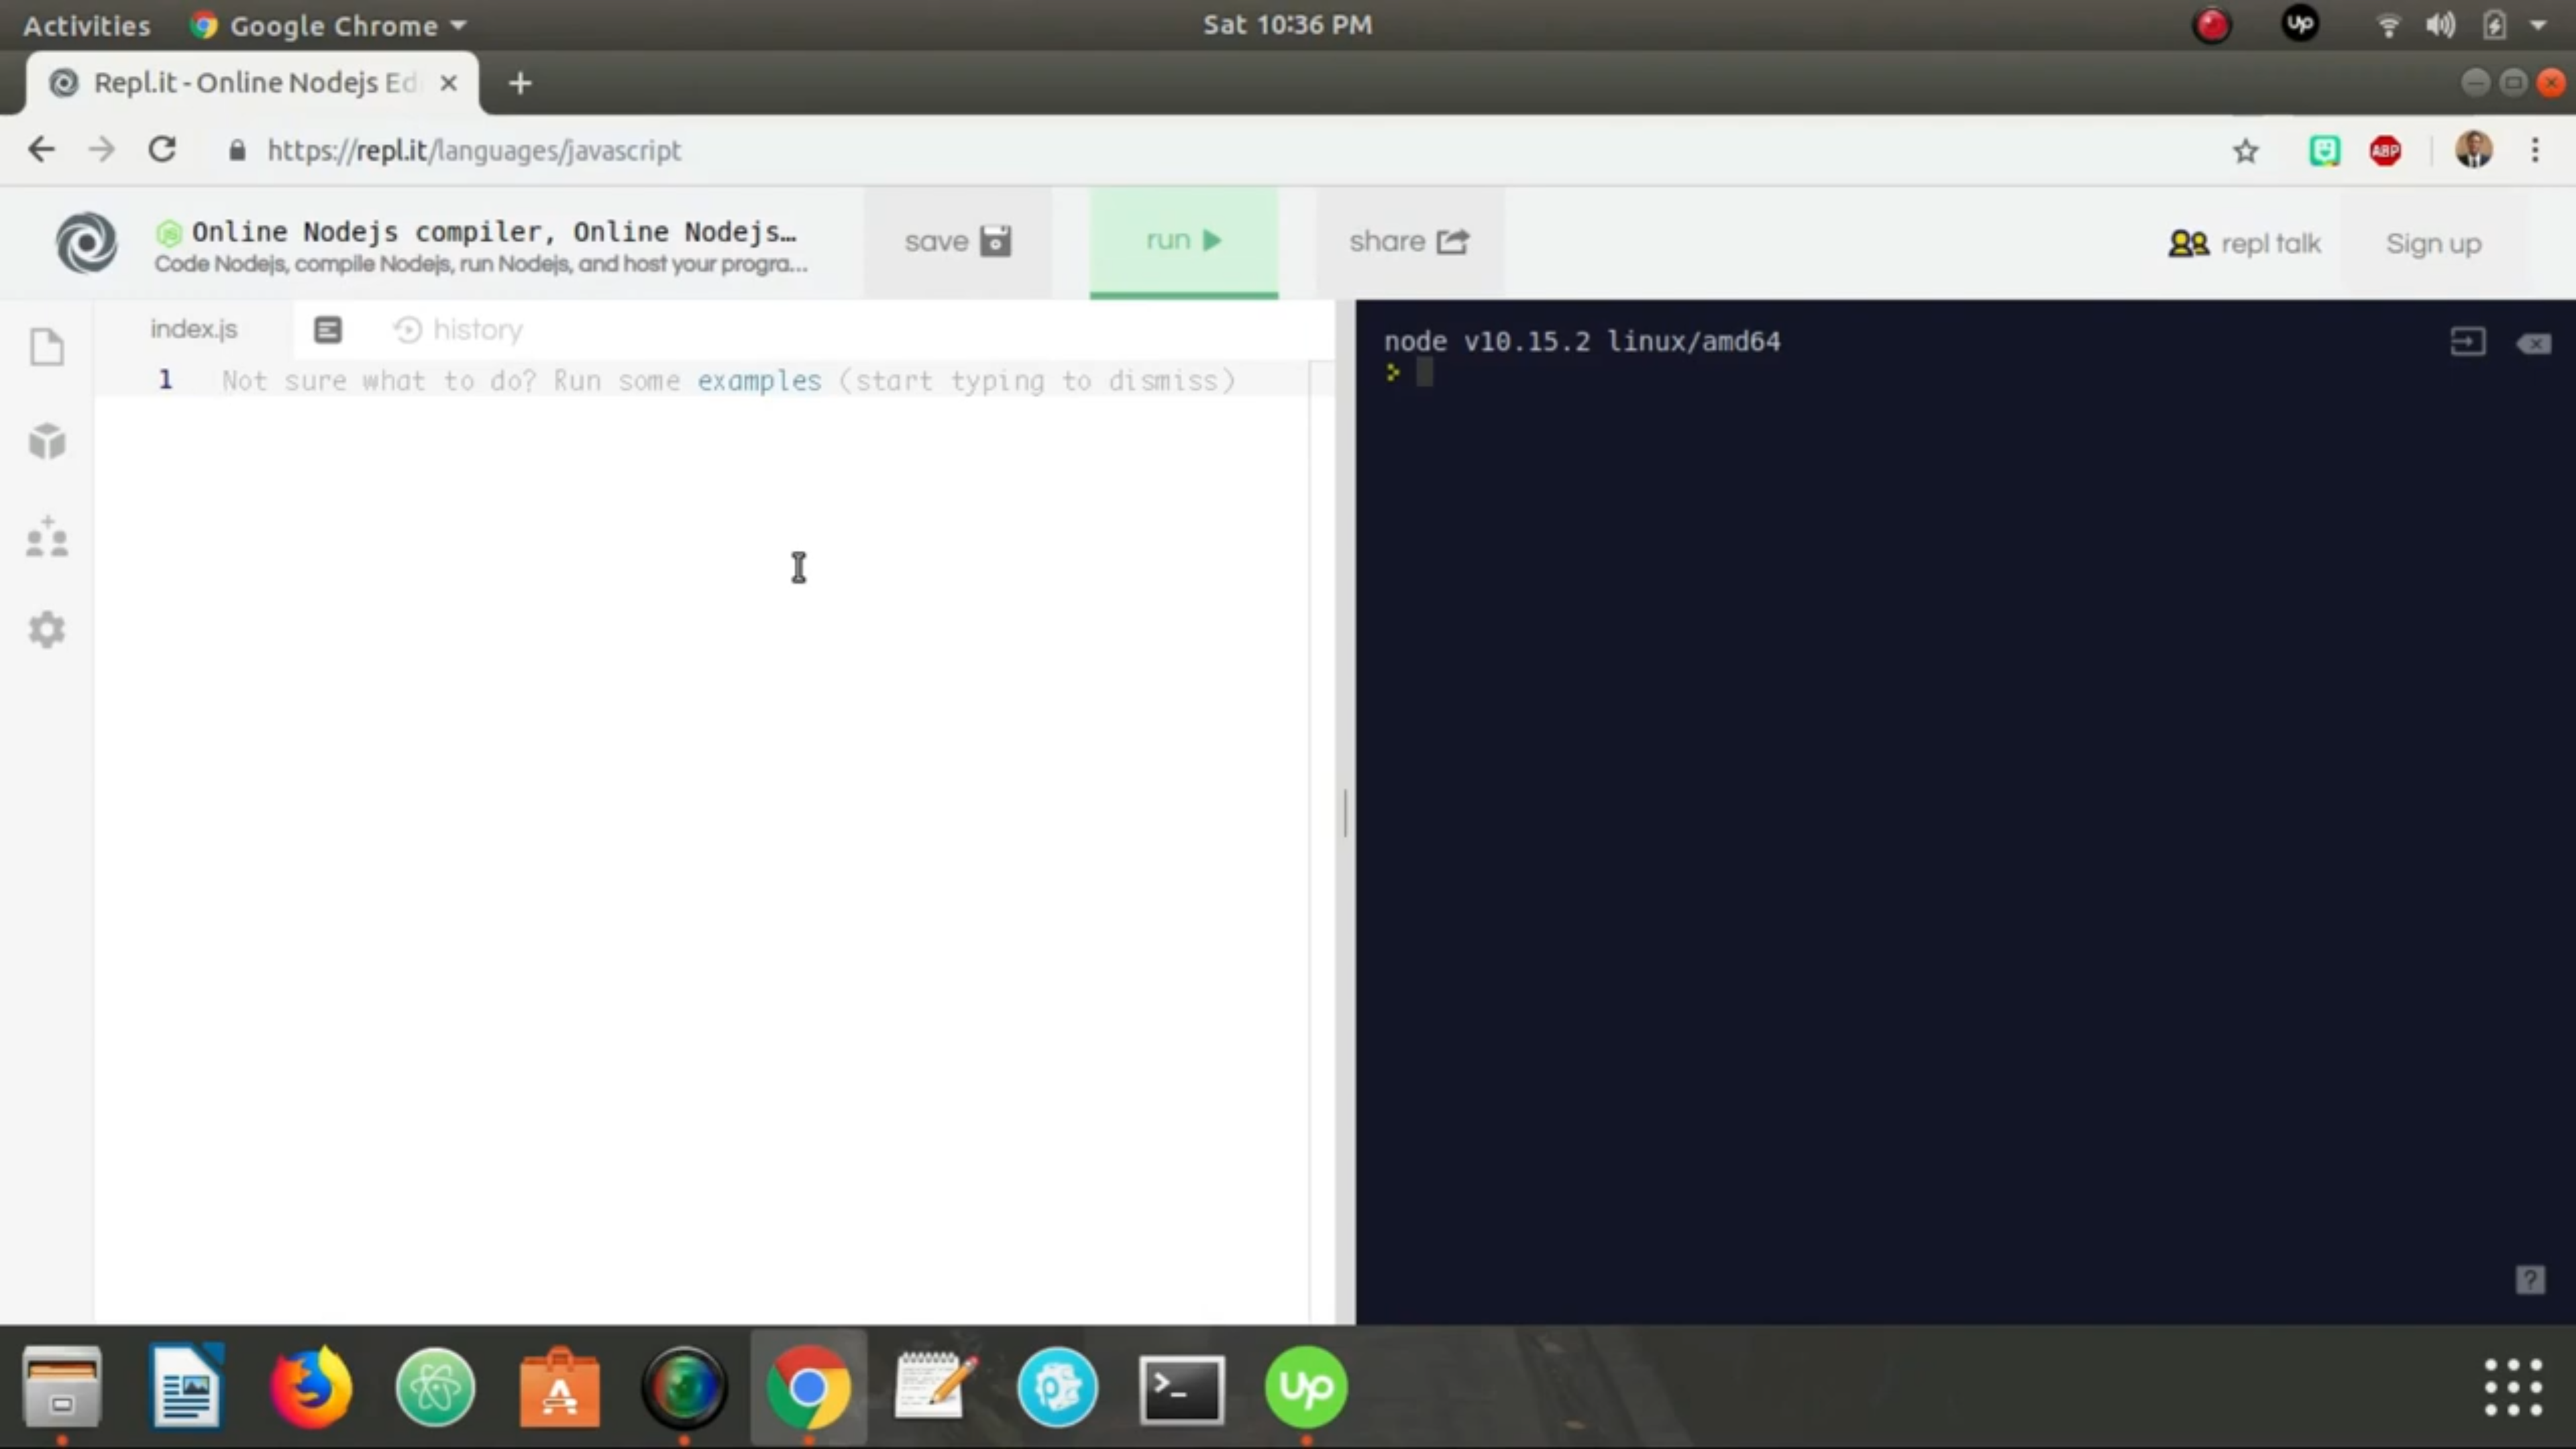 Activities Google Chrome Sat 10:36 PM Up
Repl.it - Online Nodejs Ed
https://repl.it/languages/javascript ABP
Online Nodejs compiler, Online Nodejs…
Code Nodejs, compile Nodejs, run Nodejs, and host your progra...
save run share repl talk Sign up
index.js history
1 Not sure what to do? Run some examples (start typing to dismiss)
node v10.15.2 linux/amd64
>
?
>_ Up